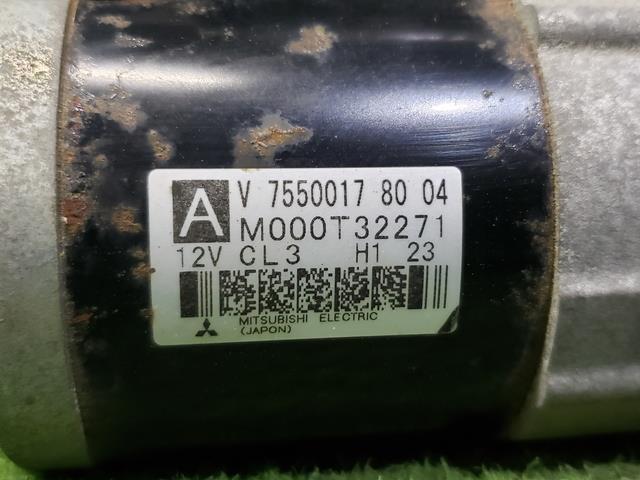 A V 7550017 80 04
M000T32271
12V CL3 H1 23
MITSUBISHI ELECTRIC
(JAPON)